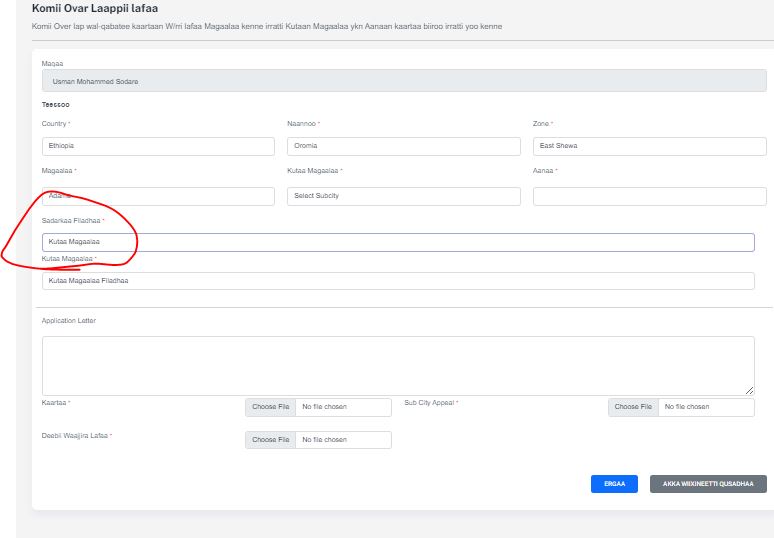 Komii Ovar Laappii lafaa
Komii Over lap wal-qabatee kaartaan W/rri lafaa Magaalaa kenne irratti Kutaan Magaalaa ykn Aanaan kaartaa biiroo irratti yoo kenne
Maqaa
Usman Mohammed Sodare
Teessoo
Country * Naannoo * Zone *
Ethiopia Oromia East Shewa
Magaalaa * Kutaa Magaalaa * Aanaa *
Adama Select Subcity
Sadarkaa Filadhaa *
Kutaa Magaalaa
Kutaa Magaalaa *
Kutaa Magaalaa Filadhaa
Application Letter
Kaartaa * Choose File No file chosen Sub City Appeal * Choose File No file chosen
Deebii Waajjira Lafaa * Choose File No file chosen
ERGAA AKKA WIIXINEETTI QUSADHAA